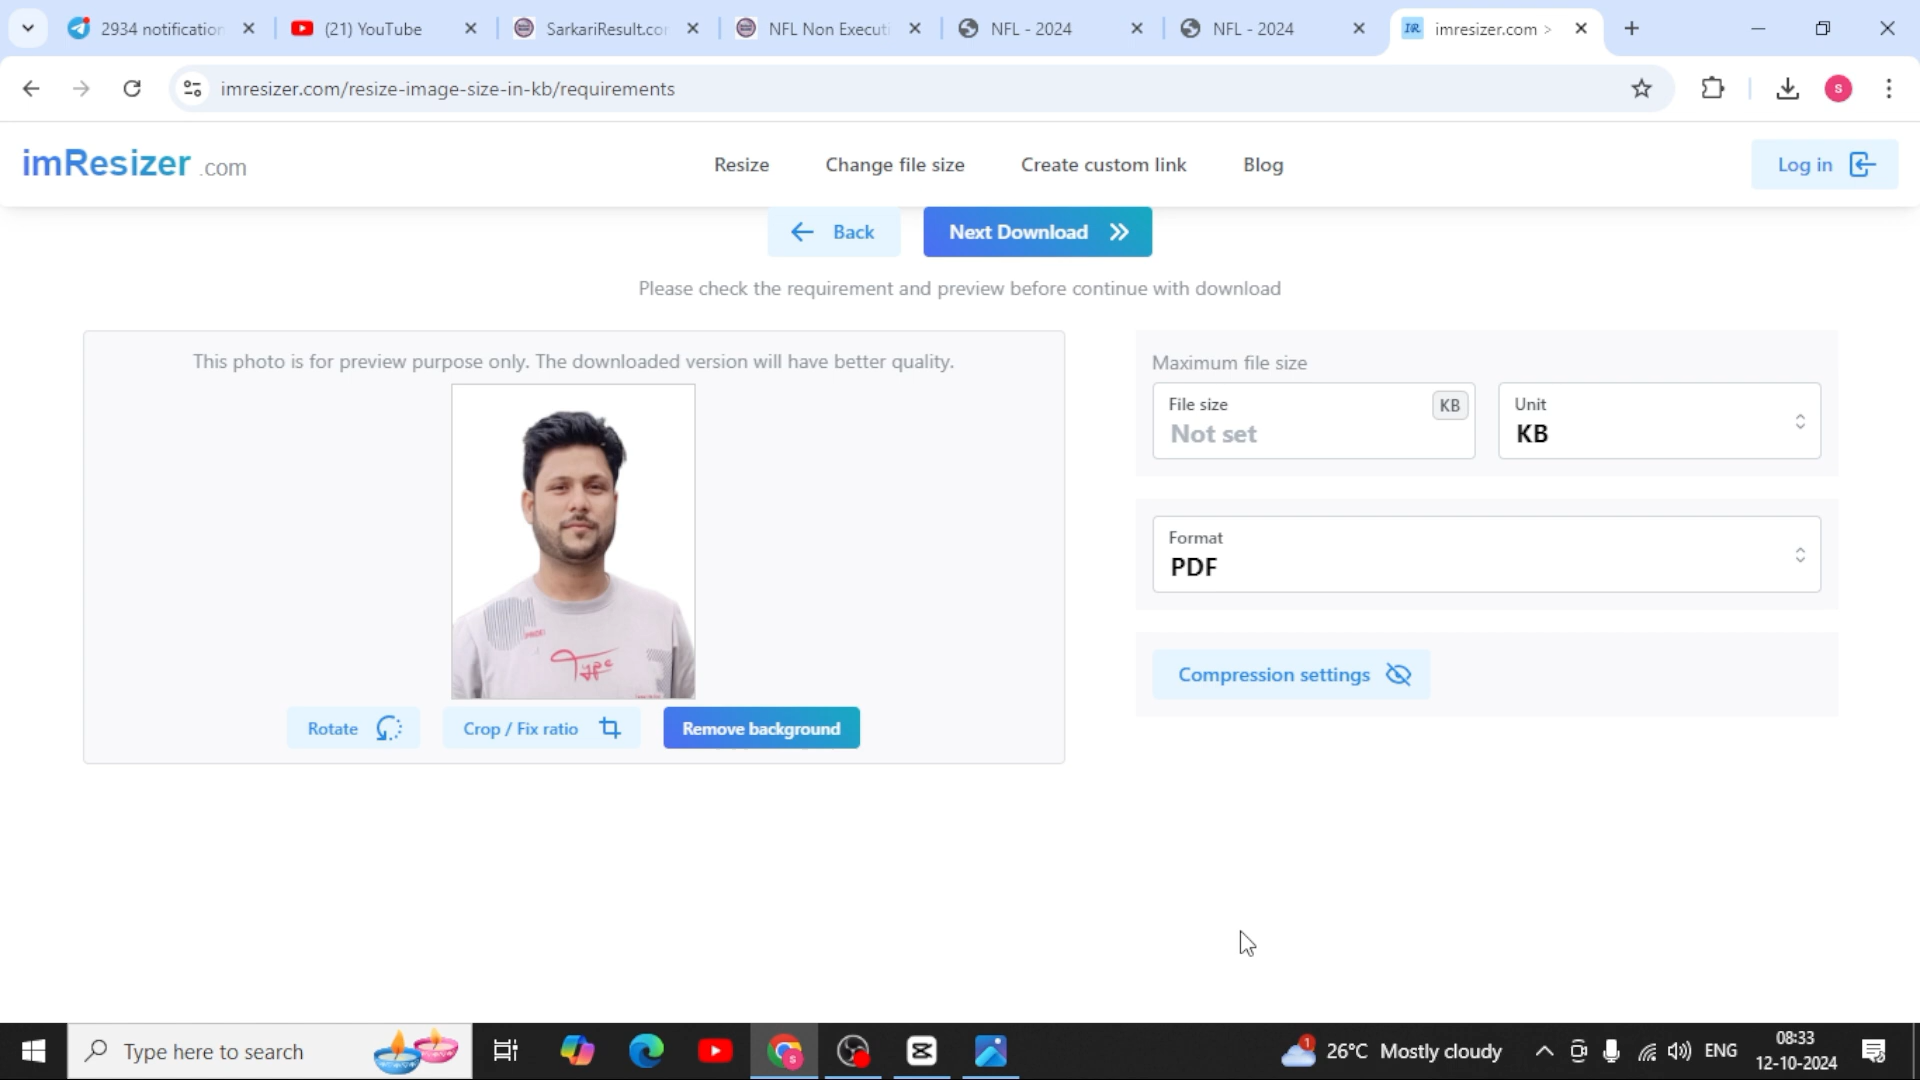 2934 notification
(21) YouTube
SarkariResult.cor
NFL Non Executi
NFL - 2024
NFL - 2024
imresizer.com >
imresizer.com/resize-image-size-in-kb/requirements
S
imResizer .com
Resize
Change file size
Create custom link
Blog
Log in
Back
Next Download
Please check the requirement and preview before continue with download
This photo is for preview purpose only. The downloaded version will have better quality.
Type
Rotate
Crop / Fix ratio
Remove background
Maximum file size
File size
KB
Not set
Unit
KB
Format
PDF
Compression settings
Type here to search
1
26°C Mostly cloudy
ENG
08:33
12-10-2024